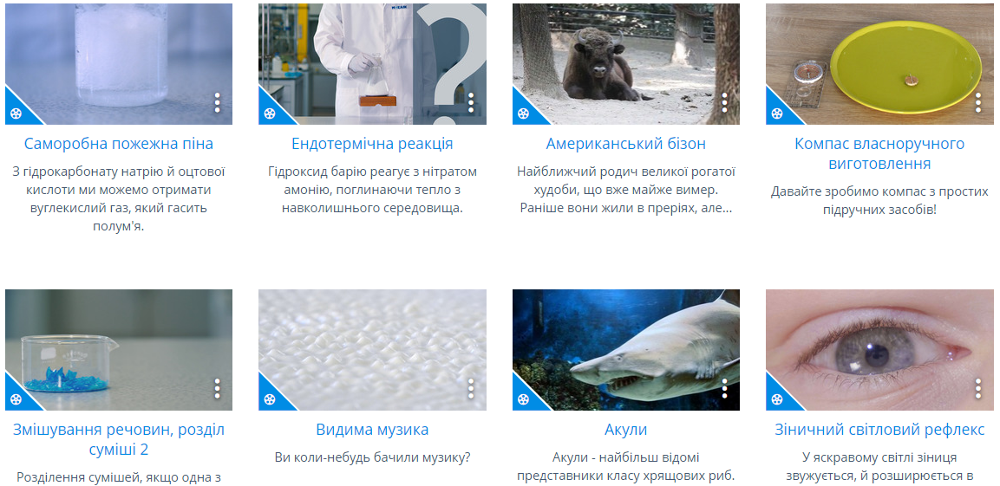 Саморобна пожежна піна
З гідрокарбонату натрію й оцтової
кислоти ми можемо отримати
вуглекислий газ, який гасить
полум'я.
?
Ендотермічна реакція
Гідроксид барію реагує з нітратом
амонію, поглинаючи тепло з
навколишнього середовища.
Американський бізон
Найближчий родич великої рогатої
худоби, що вже майже вимер.
Раніше вони жили в преріях, але...
Компас власноручного
виготовлення
Давайте зробимо компас з простих
підручних засобів!
Змішування речовин, розділ
суміші 2
Розділення сумішей, якщо одна з
Видима музика
Ви коли-небудь бачили музику?
Акули
Акули - найбільш відомі
представники класу хрящових риб.
Зіничний світловий рефлекс
У яскравому світлі зіниця
звужується, й розширюється в